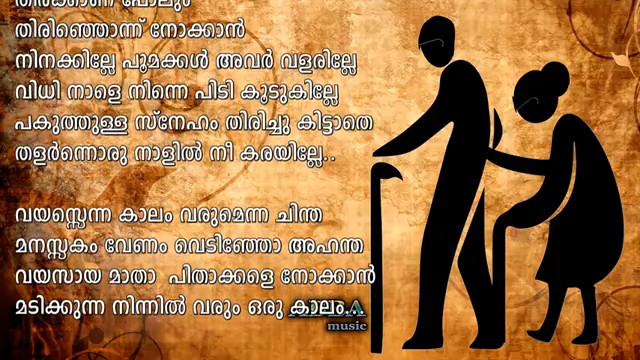 തിരിഞ്ഞൊന്ന് നോക്കാൻ
നിനക്കില്ലേ പൂമക്കൾ അവർ വളരില്ലേ
വിധി നാളെ നിന്നെ പിടി കൂടുകില്ലേ
പകുത്തുള്ള സ്നേഹം തിരിച്ചു കിട്ടാതെ
തളർന്നൊരു നാളിൽ നീ കരയില്ലേ..
വയസ്സെന്ന കാലം വരുമെന്ന ചിന്ത
മനസ്സകം വേണം വെടിഞ്ഞോ അഹന്ത
വയസായ മാതാ പിതാക്കളെ നോക്കാൻ
മടിക്കുന്ന നിന്നിൽ വരും ഒരു കാലം..
music